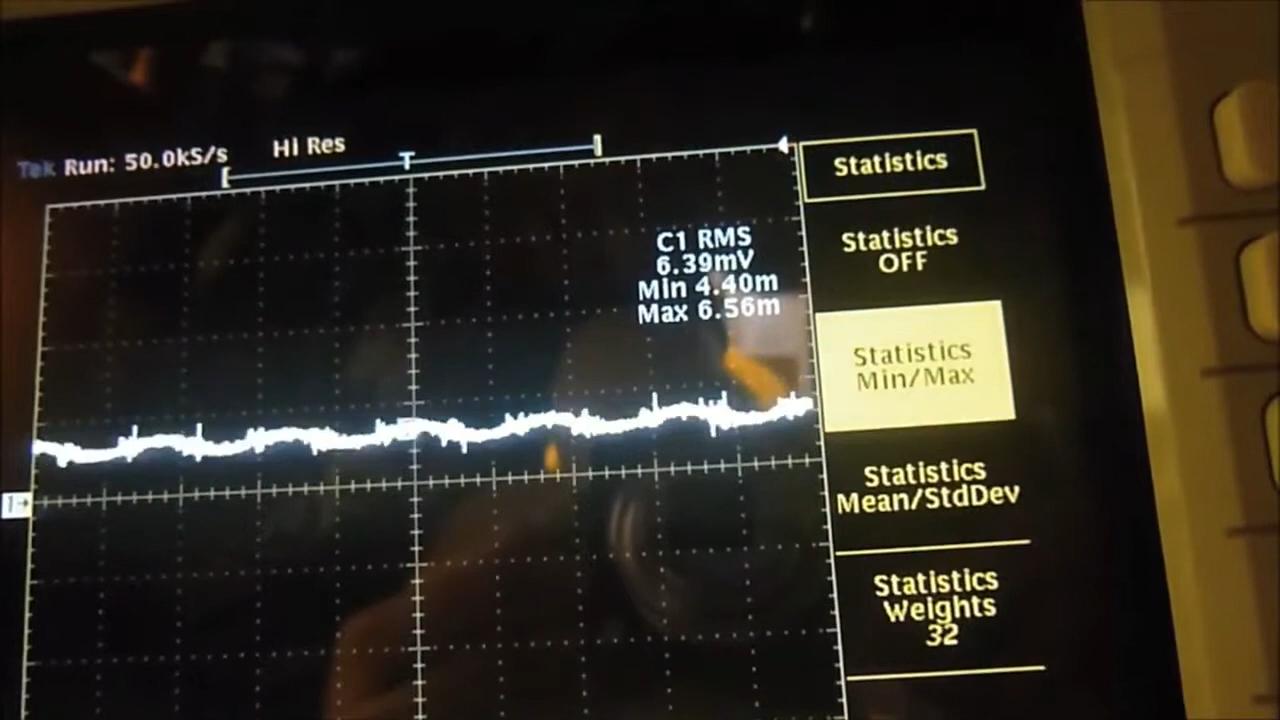 Tek Run: 50.0kS/s
Hi Res
T
Statistics
C1 RMS
6.39mV
Min 4.40m
Max 6.56m
Statistics
OFF
Statistics
Min/Max
Statistics
Mean/StdDev
Statistics
Weights
32
1